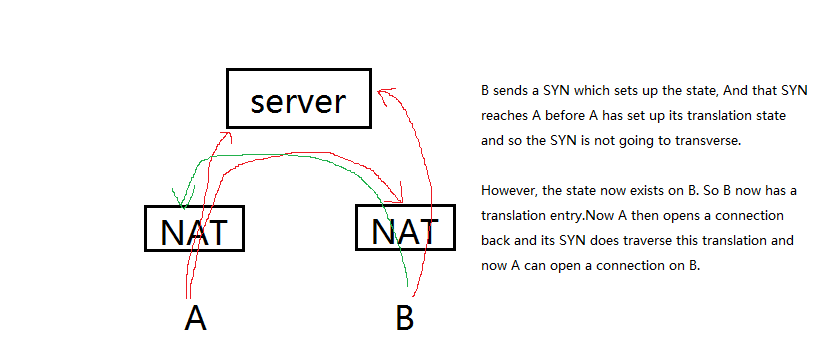 server
NAT
NAT
A
B
B sends a SYN which sets up the state, And that SYN
reaches A before A has set up its translation state
and so the SYN is not going to transverse.
However, the state now exists on B. So B now has a
translation entry.Now A then opens a connection
back and its SYN does traverse this translation and
now A can open a connection on B.